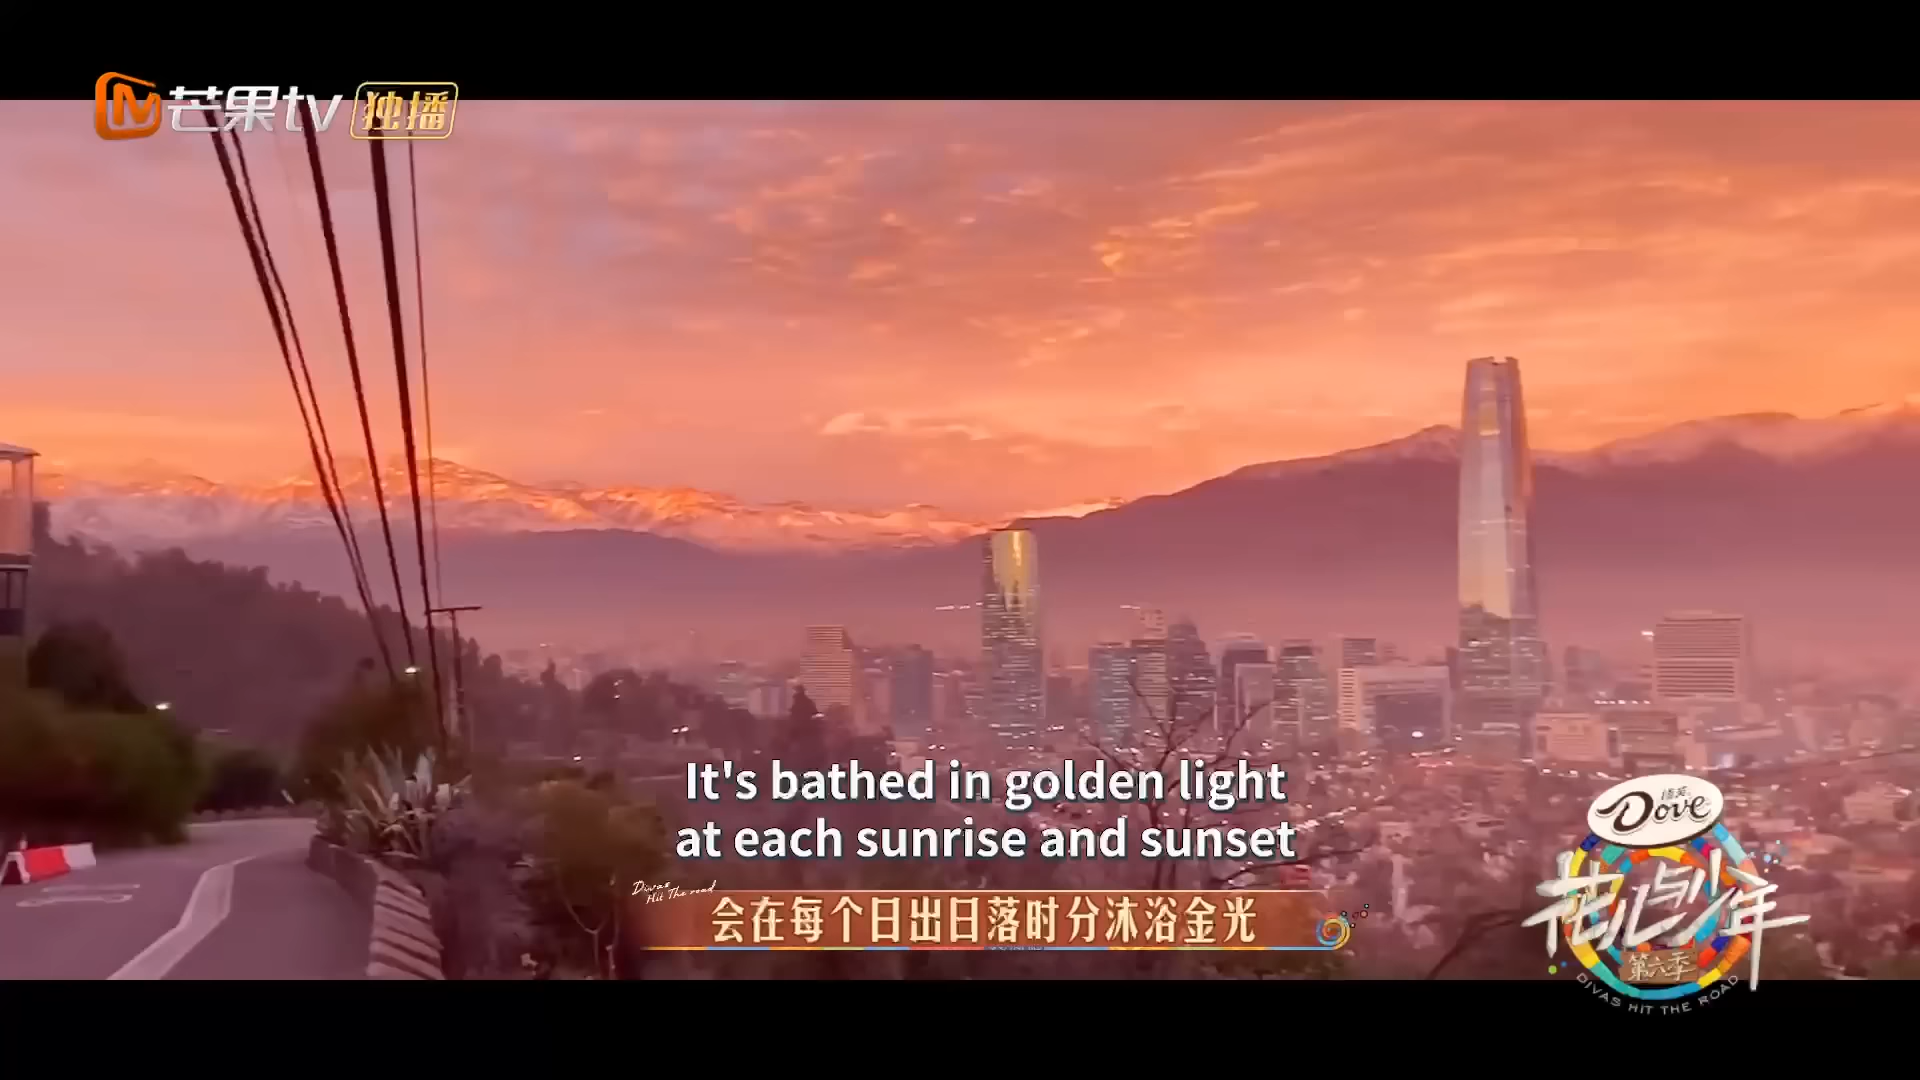 芒果tv 独播
It's bathed in golden light
at each sunrise and sunset
Divas
Hit The road
会在每个日出日落时分沐浴金光
德芙
Dove
花儿与少年
第六季
DIVAS HIT THE ROAD